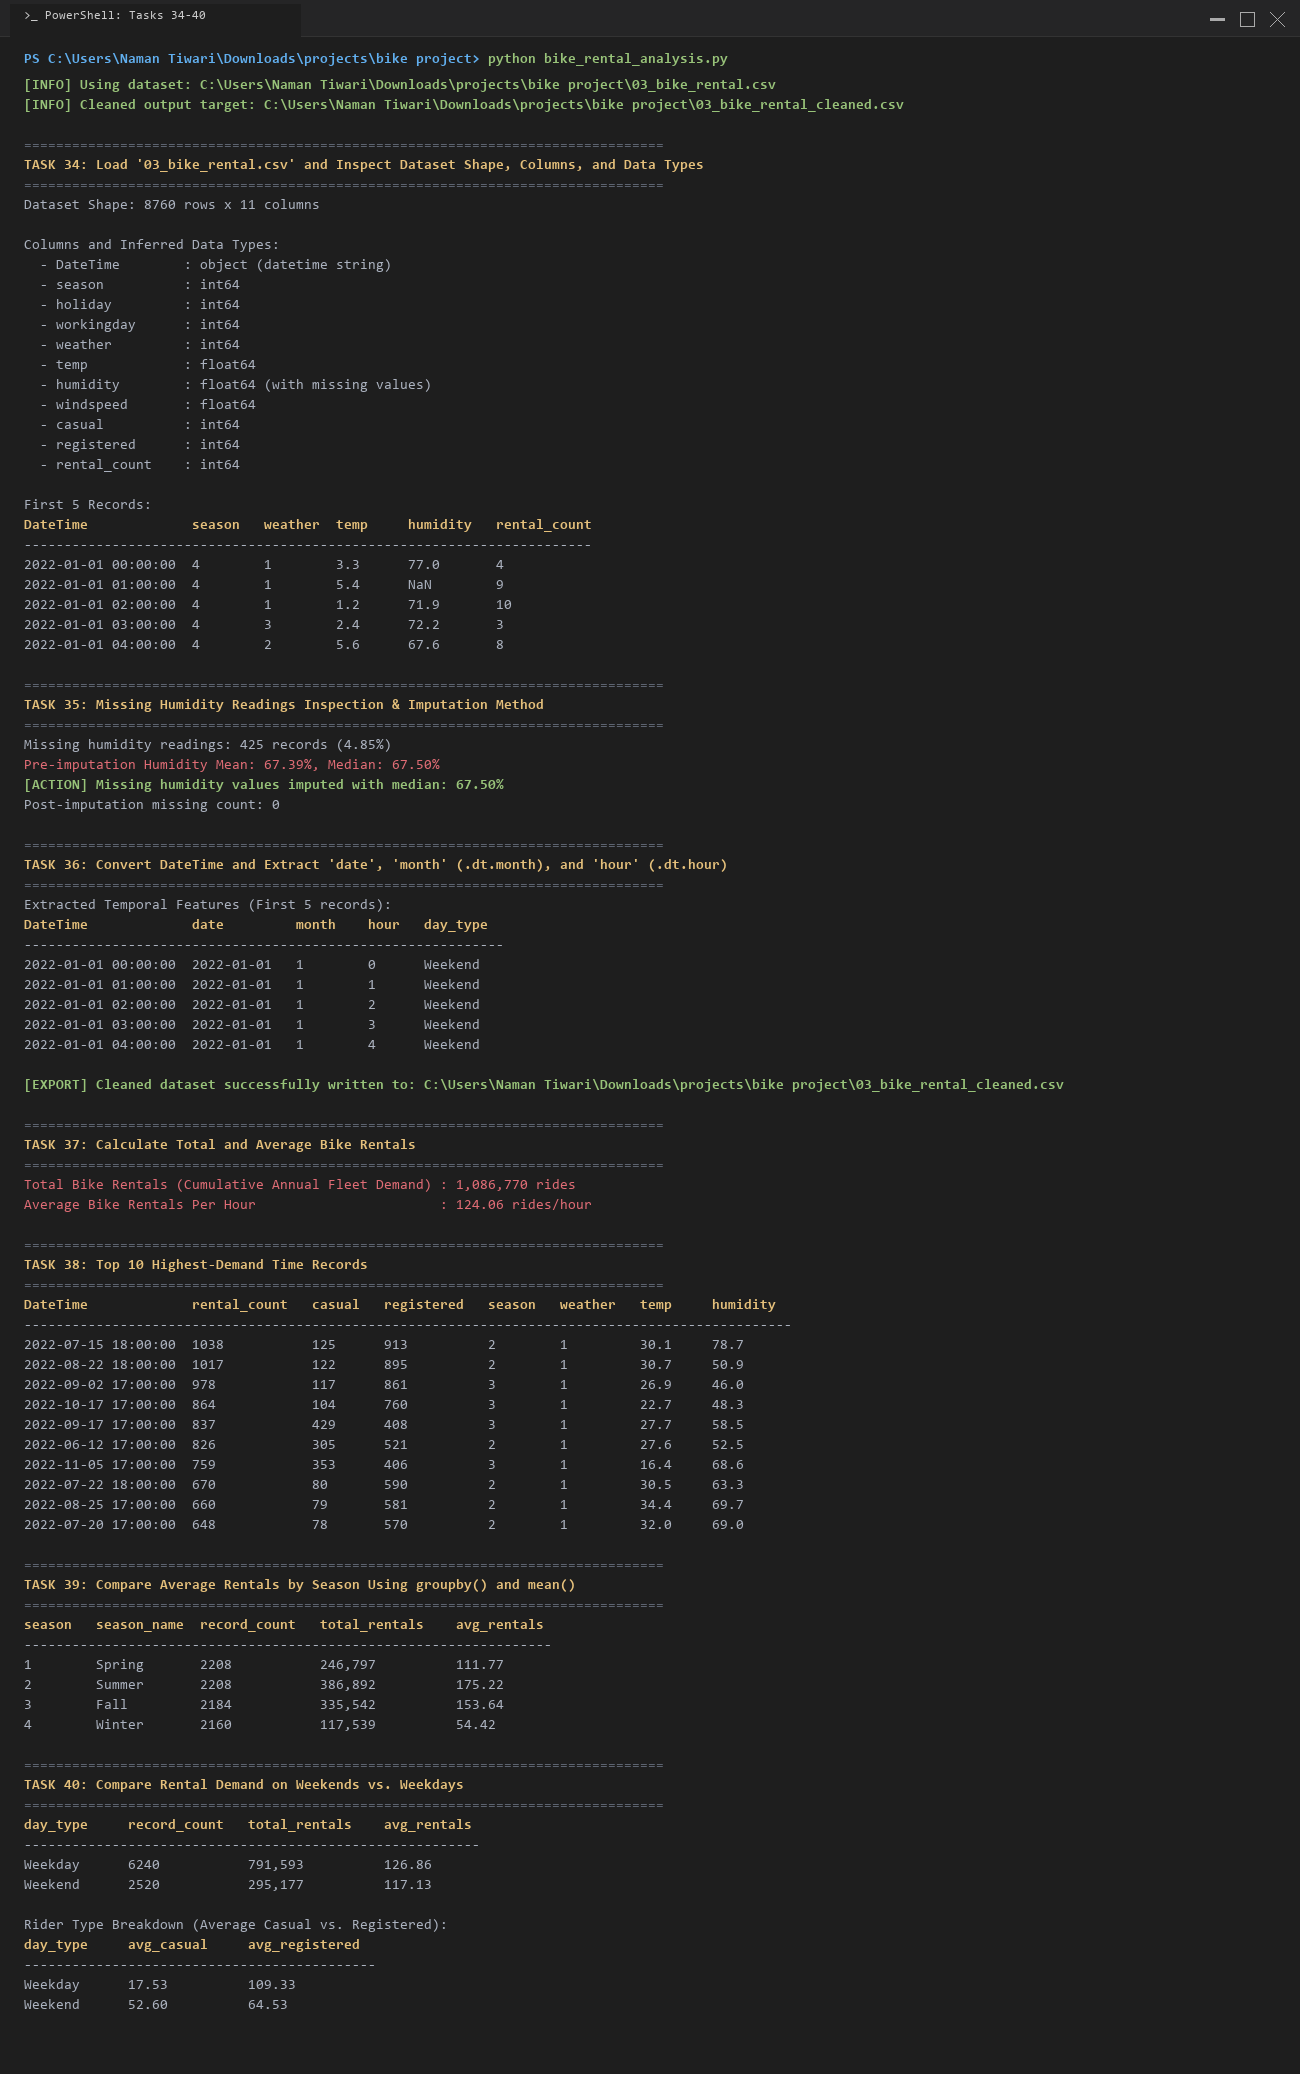 >_ PowerShell: Tasks 34-40
PS C:\Users\Naman Tiwari\Downloads\projects\bike project> python bike_rental_analysis.py
[INFO] Using dataset: C:\Users\Naman Tiwari\Downloads\projects\bike project\03_bike_rental.csv
[INFO] Cleaned output target: C:\Users\Naman Tiwari\Downloads\projects\bike project\03_bike_rental_cleaned.csv
================================================================================
TASK 34: Load '03_bike_rental.csv' and Inspect Dataset Shape, Columns, and Data Types
================================================================================
Dataset Shape: 8760 rows x 11 columns
Columns and Inferred Data Types:
  - DateTime        : object (datetime string)
  - season          : int64
  - holiday         : int64
  - workingday      : int64
  - weather         : int64
  - temp            : float64
  - humidity        : float64 (with missing values)
  - windspeed       : float64
  - casual          : int64
  - registered      : int64
  - rental_count    : int64
First 5 Records:
DateTime             season   weather  temp     humidity   rental_count
-----------------------------------------------------------------------
2022-01-01 00:00:00  4        1        3.3      77.0       4
2022-01-01 01:00:00  4        1        5.4      NaN        9
2022-01-01 02:00:00  4        1        1.2      71.9       10
2022-01-01 03:00:00  4        3        2.4      72.2       3
2022-01-01 04:00:00  4        2        5.6      67.6       8
================================================================================
TASK 35: Missing Humidity Readings Inspection & Imputation Method
================================================================================
Missing humidity readings: 425 records (4.85%)
Pre-imputation Humidity Mean: 67.39%, Median: 67.50%
[ACTION] Missing humidity values imputed with median: 67.50%
Post-imputation missing count: 0
================================================================================
TASK 36: Convert DateTime and Extract 'date', 'month' (.dt.month), and 'hour' (.dt.hour)
================================================================================
Extracted Temporal Features (First 5 records):
DateTime             date         month    hour   day_type
------------------------------------------------------------
2022-01-01 00:00:00  2022-01-01   1        0      Weekend
2022-01-01 01:00:00  2022-01-01   1        1      Weekend
2022-01-01 02:00:00  2022-01-01   1        2      Weekend
2022-01-01 03:00:00  2022-01-01   1        3      Weekend
2022-01-01 04:00:00  2022-01-01   1        4      Weekend
[EXPORT] Cleaned dataset successfully written to: C:\Users\Naman Tiwari\Downloads\projects\bike project\03_bike_rental_cleaned.csv
================================================================================
TASK 37: Calculate Total and Average Bike Rentals
================================================================================
Total Bike Rentals (Cumulative Annual Fleet Demand) : 1,086,770 rides
Average Bike Rentals Per Hour                       : 124.06 rides/hour
================================================================================
TASK 38: Top 10 Highest-Demand Time Records
================================================================================
DateTime             rental_count   casual   registered   season   weather   temp     humidity
------------------------------------------------------------------------------------------------
2022-07-15 18:00:00  1038           125      913          2        1         30.1     78.7
2022-08-22 18:00:00  1017           122      895          2        1         30.7     50.9
2022-09-02 17:00:00  978            117      861          3        1         26.9     46.0
2022-10-17 17:00:00  864            104      760          3        1         22.7     48.3
2022-09-17 17:00:00  837            429      408          3        1         27.7     58.5
2022-06-12 17:00:00  826            305      521          2        1         27.6     52.5
2022-11-05 17:00:00  759            353      406          3        1         16.4     68.6
2022-07-22 18:00:00  670            80       590          2        1         30.5     63.3
2022-08-25 17:00:00  660            79       581          2        1         34.4     69.7
2022-07-20 17:00:00  648            78       570          2        1         32.0     69.0
================================================================================
TASK 39: Compare Average Rentals by Season Using groupby() and mean()
================================================================================
season   season_name  record_count   total_rentals    avg_rentals
------------------------------------------------------------------
1        Spring       2208           246,797          111.77
2        Summer       2208           386,892          175.22
3        Fall         2184           335,542          153.64
4        Winter       2160           117,539          54.42
================================================================================
TASK 40: Compare Rental Demand on Weekends vs. Weekdays
================================================================================
day_type     record_count   total_rentals    avg_rentals
---------------------------------------------------------
Weekday      6240           791,593          126.86
Weekend      2520           295,177          117.13
Rider Type Breakdown (Average Casual vs. Registered):
day_type     avg_casual     avg_registered
--------------------------------------------
Weekday      17.53          109.33
Weekend      52.60          64.53